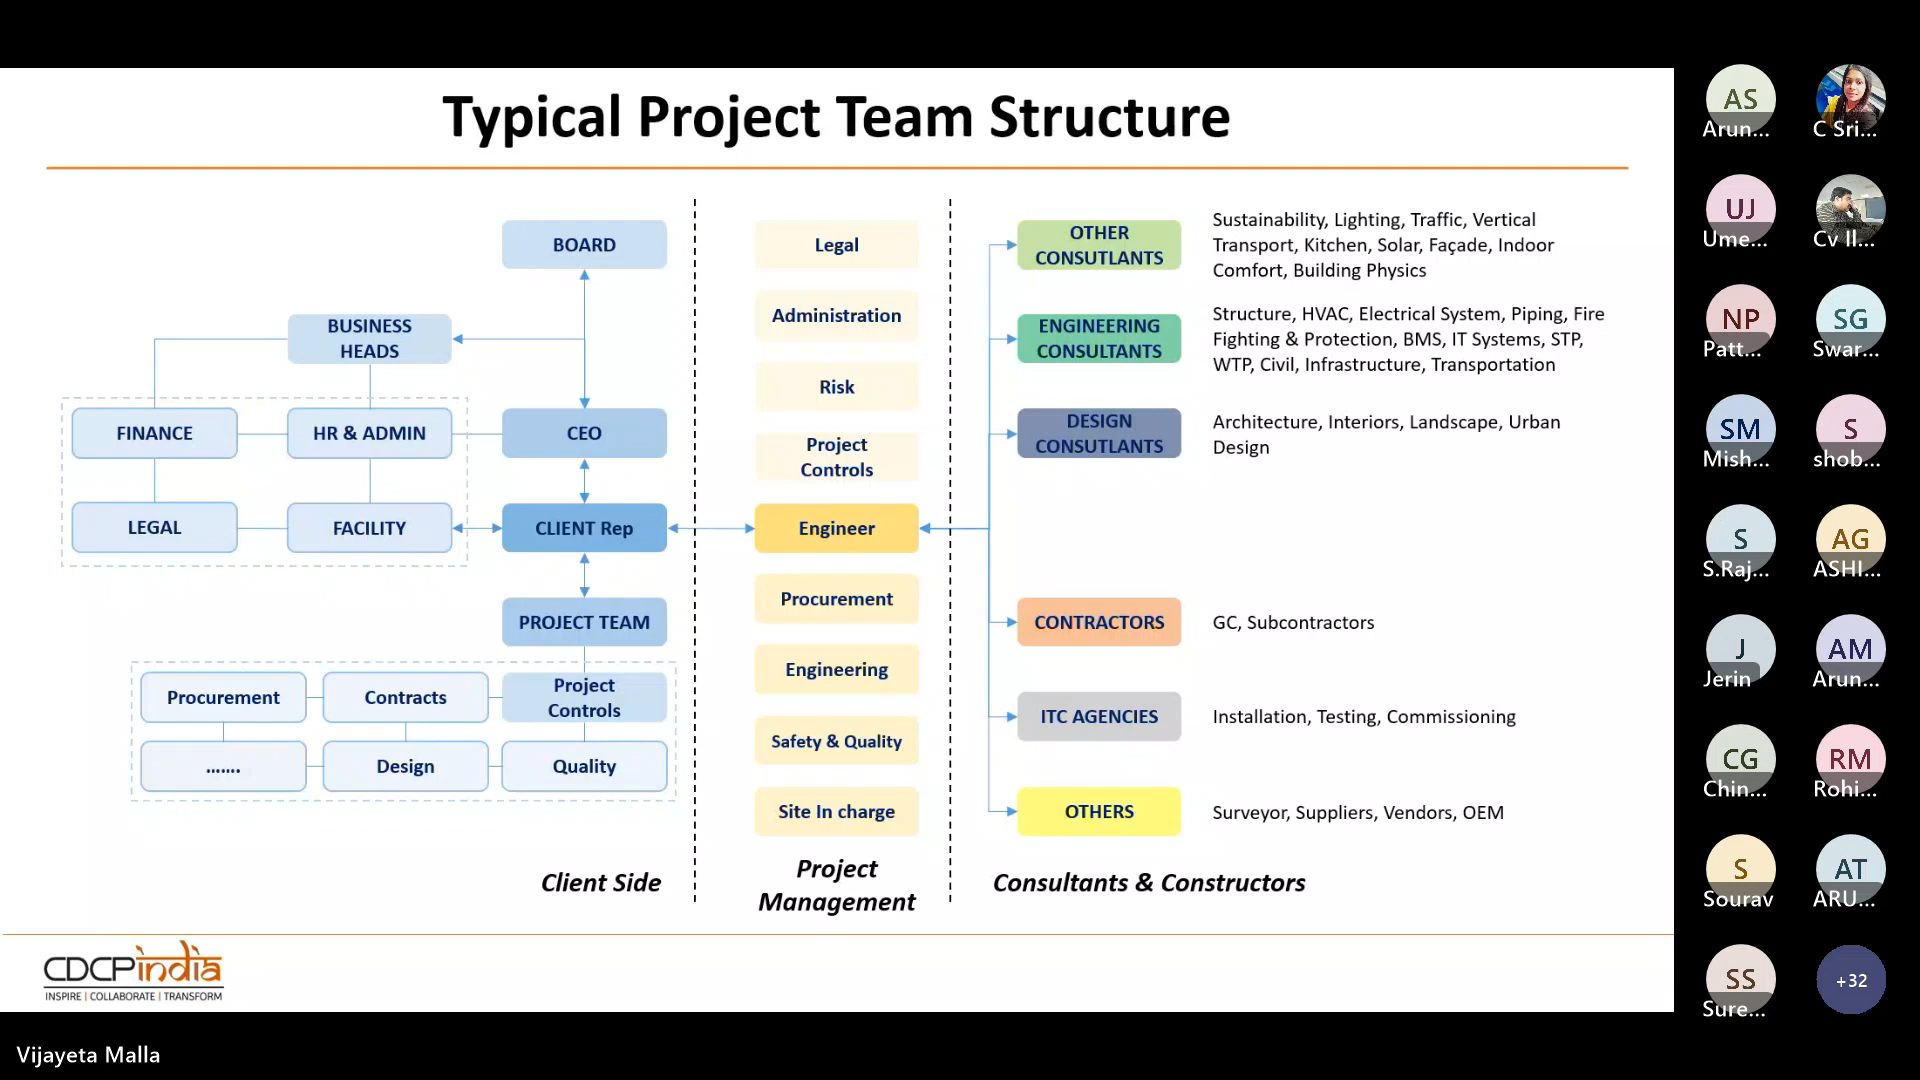 Typical Project Team Structure
BOARD
BUSINESS
HEADS
FINANCE
HR & ADMIN
CEO
LEGAL
FACILITY
CLIENT Rep
PROJECT TEAM
Procurement
Contracts
Project
Controls
.......
Design
Quality
Client Side
Legal
Administration
Risk
Project
Controls
Engineer
Procurement
Engineering
Safety & Quality
Site In charge
Project
Management
OTHER
CONSUTLANTS
Sustainability, Lighting, Traffic, Vertical
Transport, Kitchen, Solar, Façade, Indoor
Comfort, Building Physics
ENGINEERING
CONSULTANTS
Structure, HVAC, Electrical System, Piping, Fire
Fighting & Protection, BMS, IT Systems, STP,
WTP, Civil, Infrastructure, Transportation
DESIGN
CONSUTLANTS
Architecture, Interiors, Landscape, Urban
Design
CONTRACTORS
GC, Subcontractors
ITC AGENCIES
Installation, Testing, Commissioning
OTHERS
Surveyor, Suppliers, Vendors, OEM
Consultants & Constructors
CDCPindia
INSPIRE | COLLABORATE | TRANSFORM
Vijayeta Malla
AS
Arun...
C Sri...
UJ
Ume...
Cv Il...
NP
Patt...
SG
Swar...
SM
Mish...
S
shob...
S
S.Raj...
AG
ASHI...
J
Jerin
AM
Arun...
CG
Chin...
RM
Rohi...
S
Sourav
AT
ARU...
SS
Sure...
+32